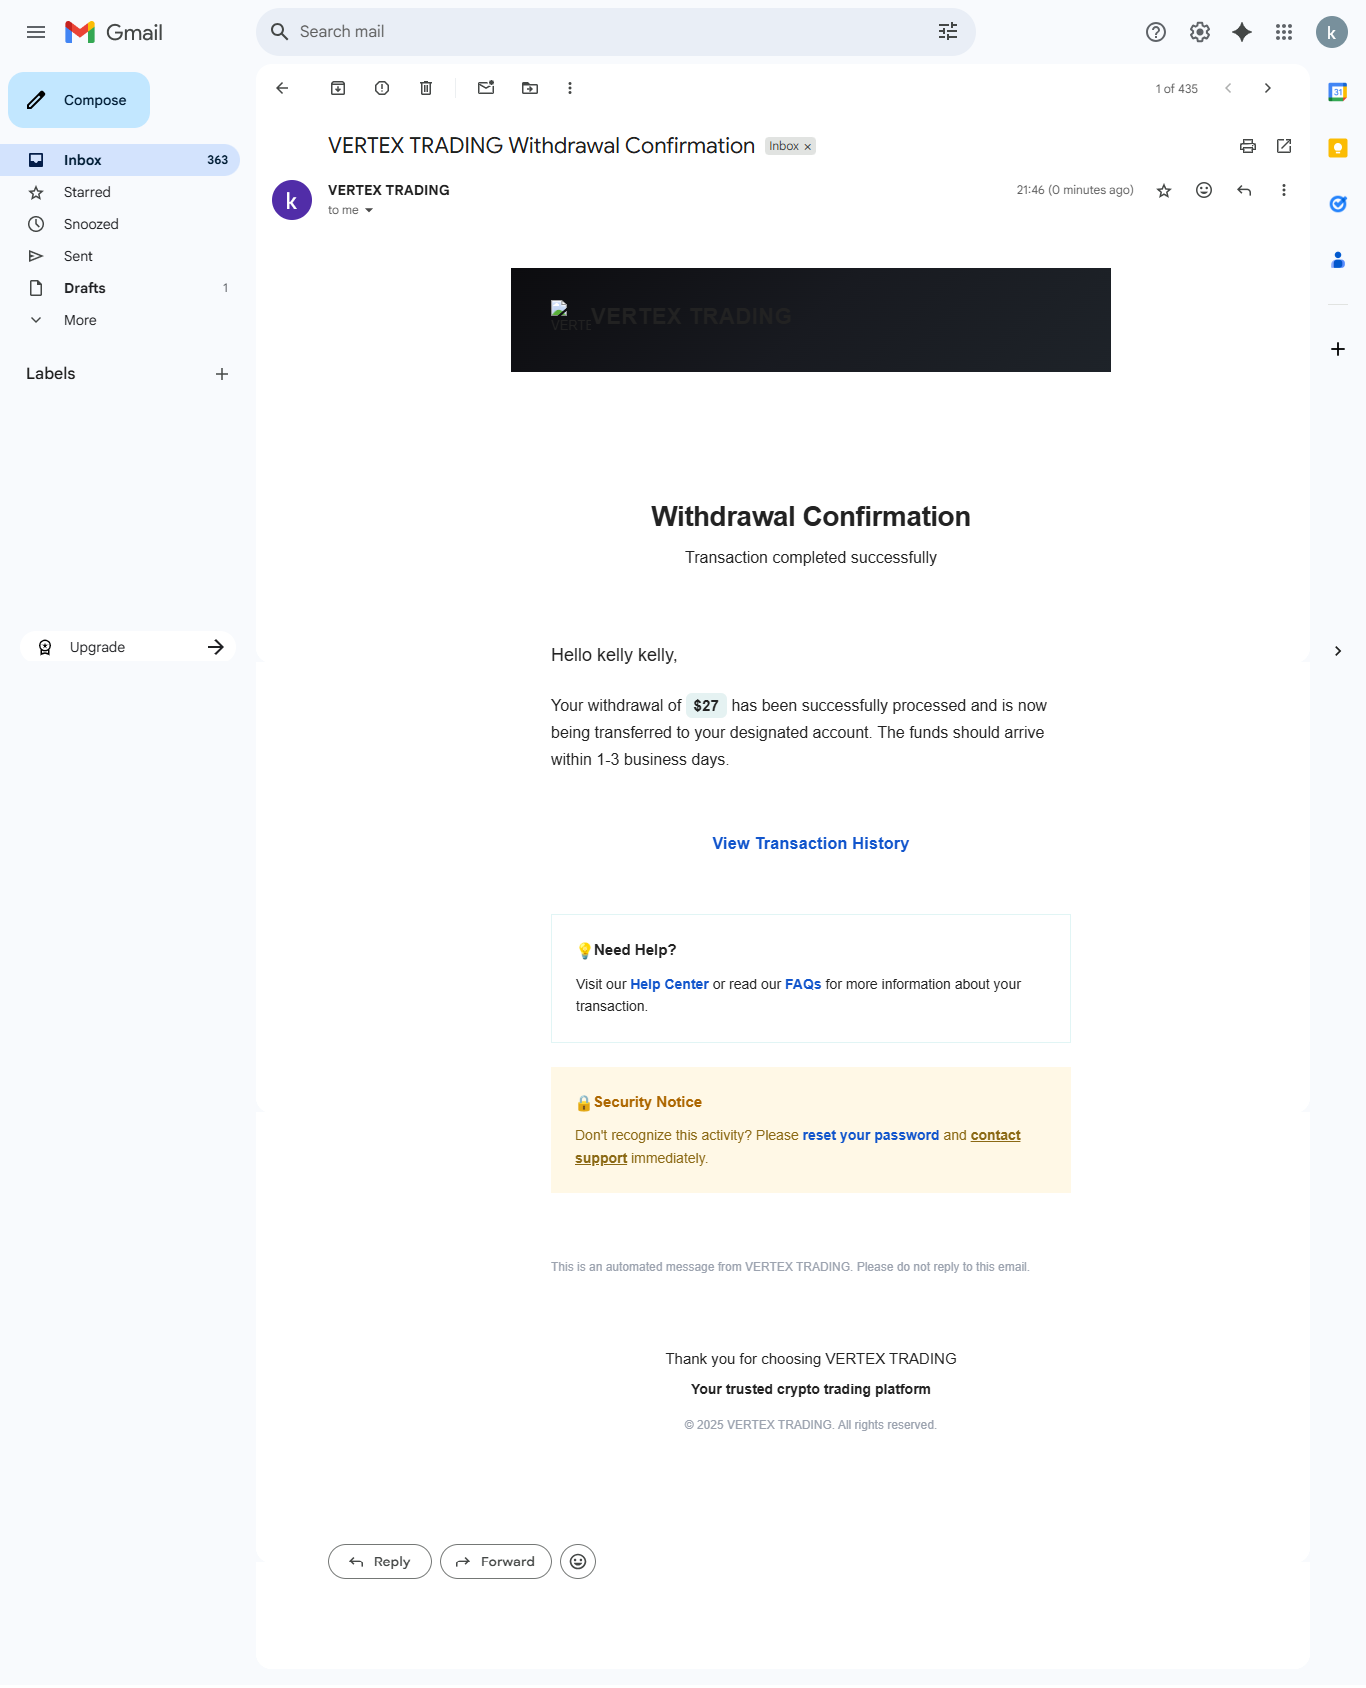 Gmail
Search mail
k
Compose
Inbox 363
Starred
Snoozed
Sent
Drafts 1
More
Labels
Upgrade
1 of 435
31
VERTEX TRADING Withdrawal Confirmation Inbox ×
k
VERTEX TRADING
to me
21:46 (0 minutes ago)
VERTE
VERTEX TRADING
Withdrawal Confirmation
Transaction completed successfully
Hello kelly kelly,
Your withdrawal of $27 has been successfully processed and is now
being transferred to your designated account. The funds should arrive
within 1-3 business days.
View Transaction History
💡Need Help?
Visit our Help Center or read our FAQs for more information about your
transaction.
🔒Security Notice
Don't recognize this activity? Please reset your password and contact
support immediately.
This is an automated message from VERTEX TRADING. Please do not reply to this email.
Thank you for choosing VERTEX TRADING
Your trusted crypto trading platform
© 2025 VERTEX TRADING. All rights reserved.
Reply
Forward